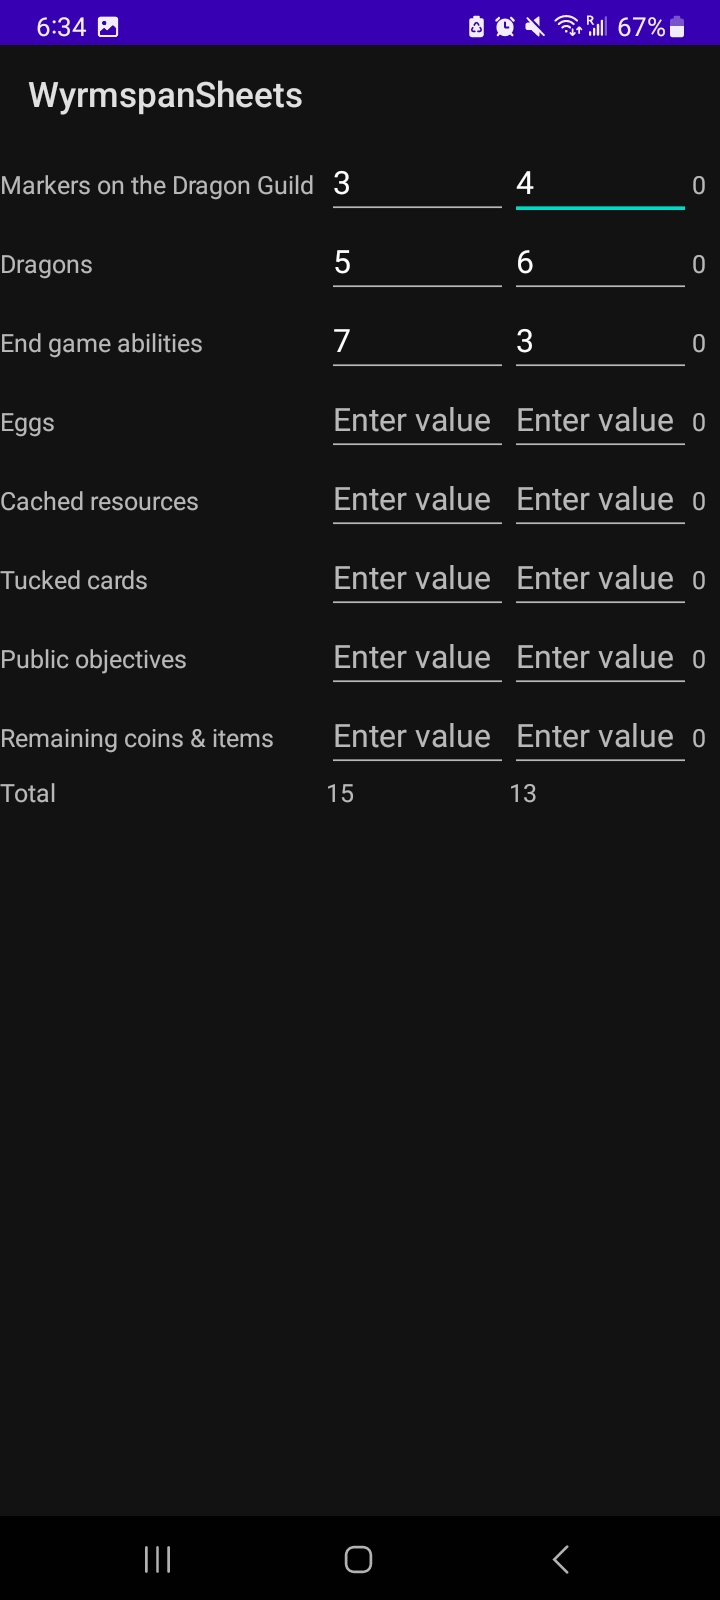 6:34 R 67%
WyrmspanSheets
Markers on the Dragon Guild 3 4 0
Dragons 5 6 0
End game abilities 7 3 0
Eggs Enter value Enter value 0
Cached resources Enter value Enter value 0
Tucked cards Enter value Enter value 0
Public objectives Enter value Enter value 0
Remaining coins & items Enter value Enter value 0
Total 15 13